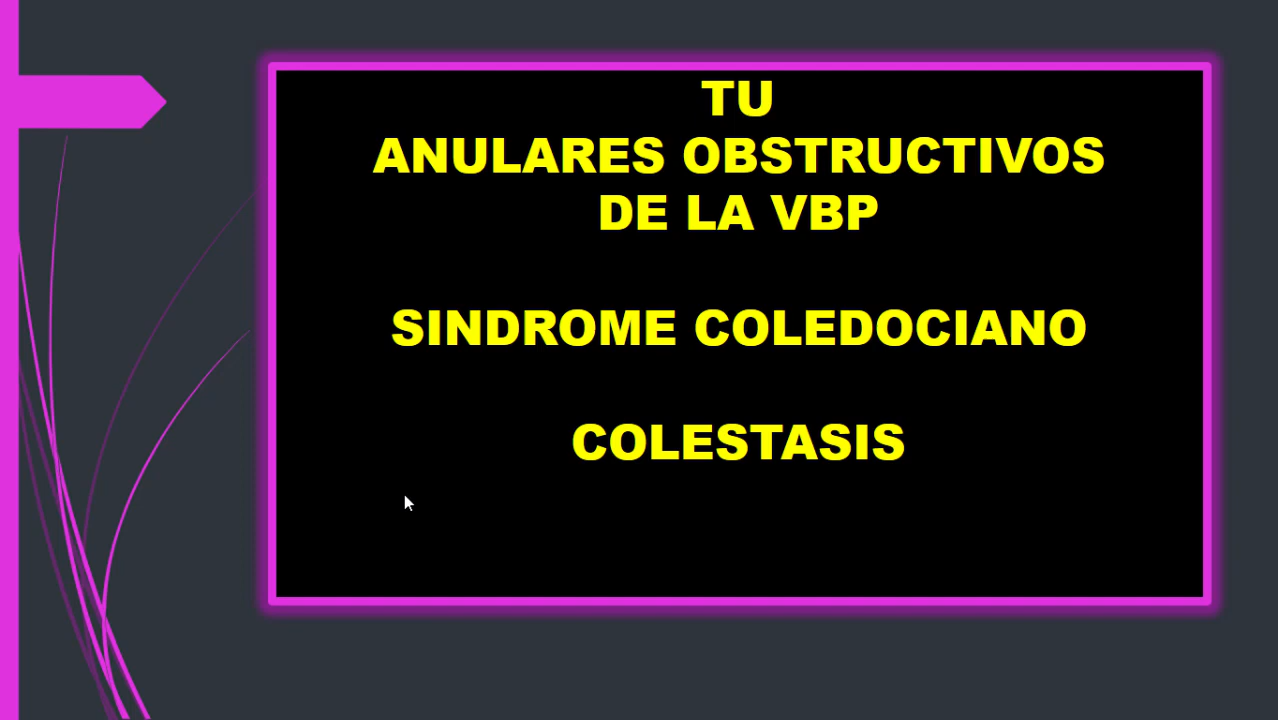 TU
ANULARES OBSTRUCTIVOS
DE LA VBP
SINDROME COLEDOCIANO
COLESTASIS